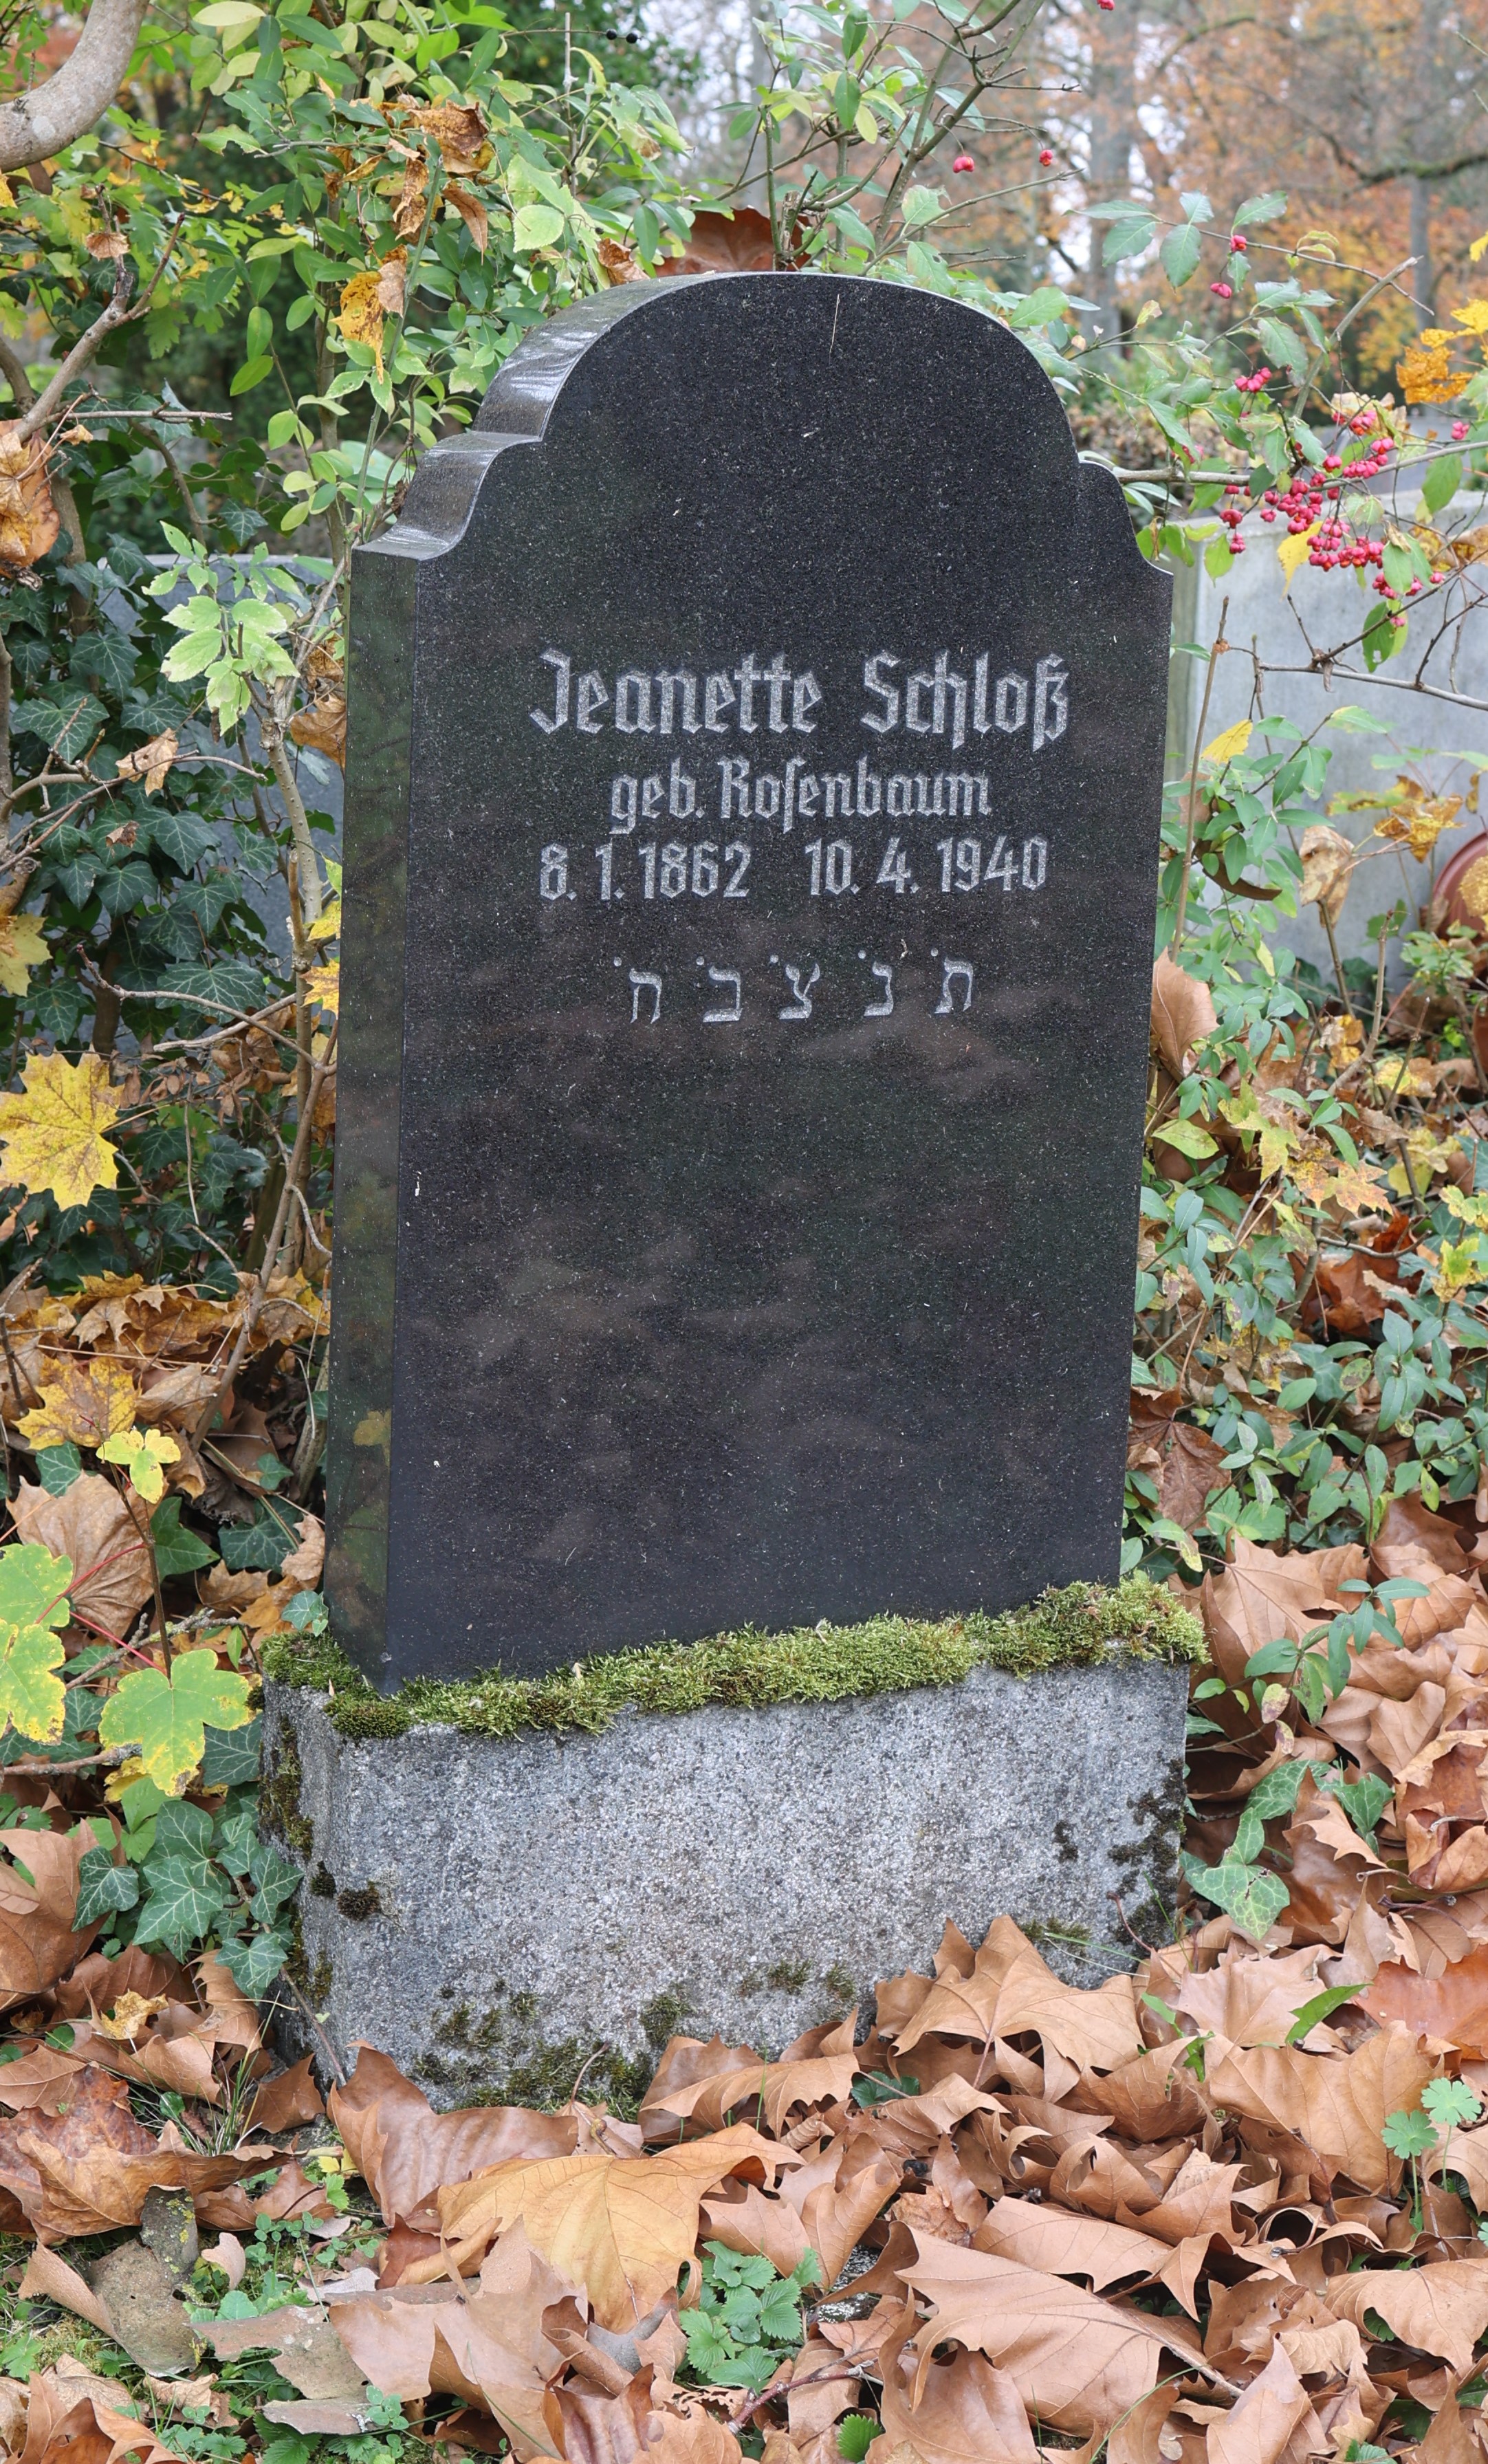 Jeanette Schloß
geb. Roſenbaum
8. 1. 1862 10. 4. 1940
ת˙ נ˙ צ˙ ב˙ ה˙